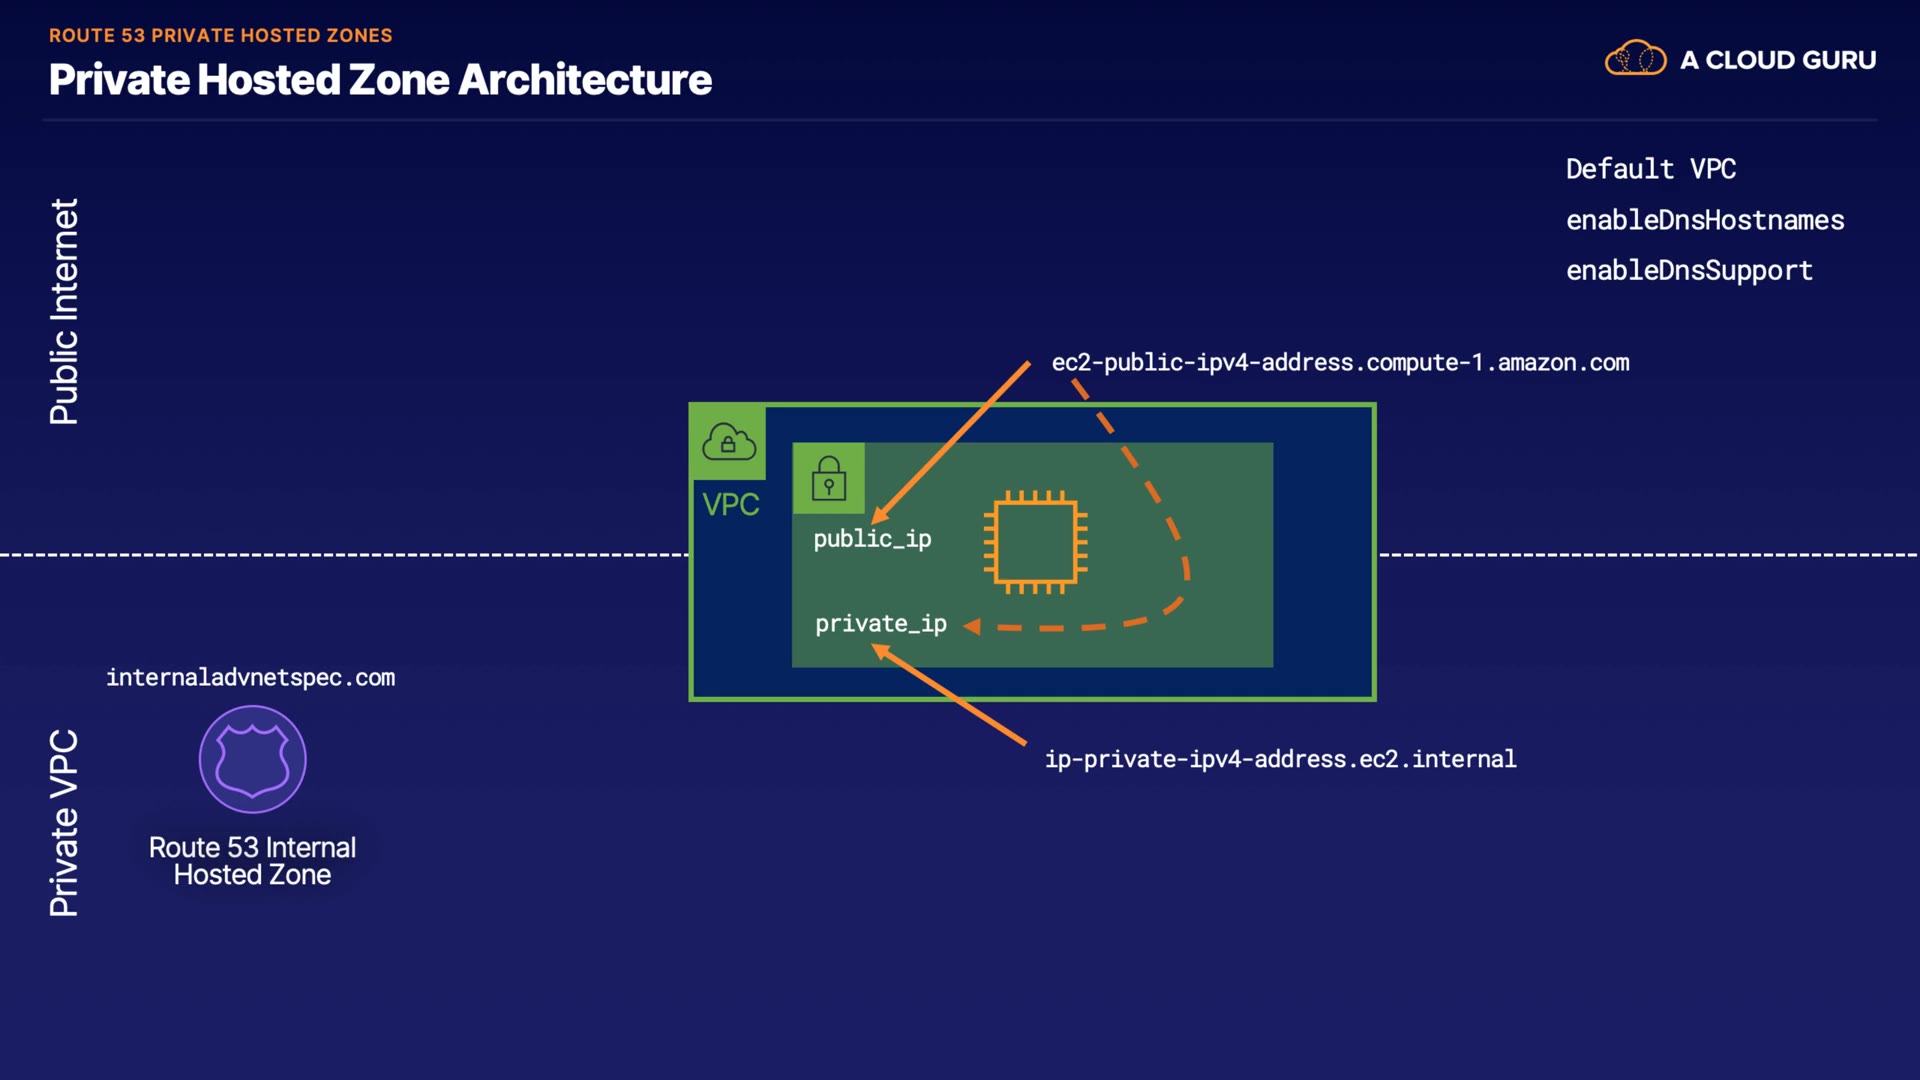 ROUTE 53 PRIVATE HOSTED ZONES
Private Hosted Zone Architecture
A CLOUD GURU
Default VPC
enableDnsHostnames
enableDnsSupport
Public Internet
ec2-public-ipv4-address.compute-1.amazon.com
VPC
public_ip
private_ip
internaladvnetspec.com
Private VPC
Route 53 Internal
Hosted Zone
ip-private-ipv4-address.ec2.internal